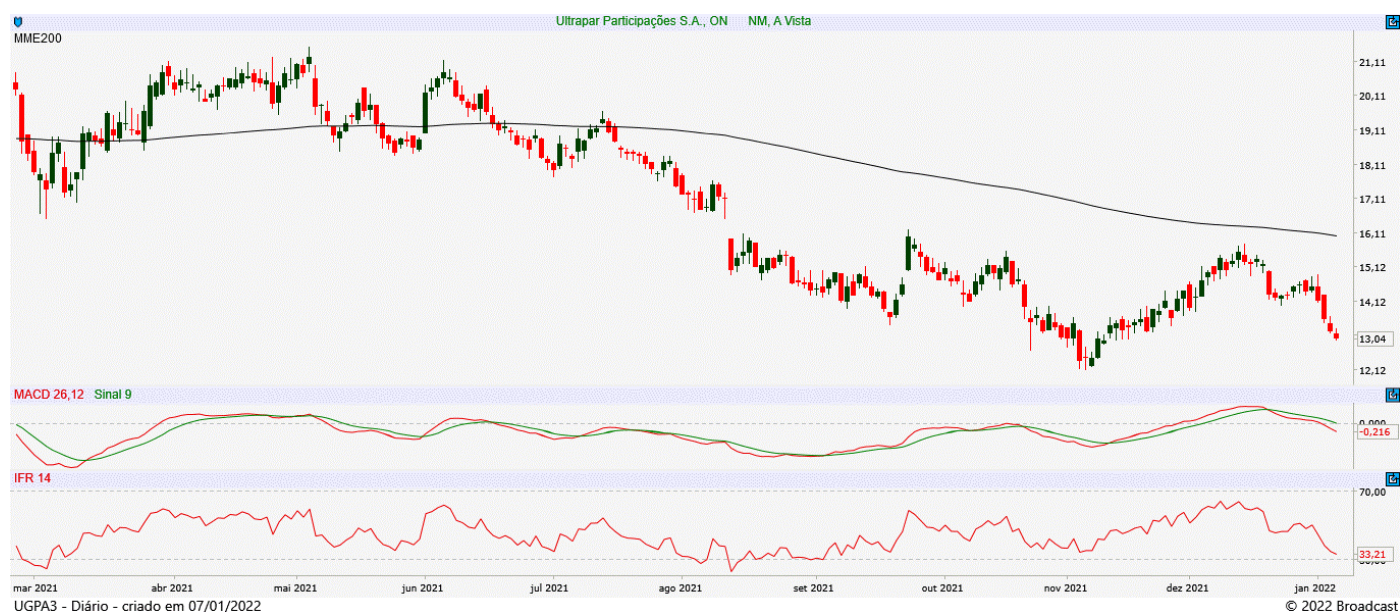 Ultrapar Participações S.A., ON NM, A Vista
MME200
21,11
20,11
19,11
18,11
17,11
16,11
15,12
14,12
13,04
12,12
MACD 26,12 Sinal 9
0,000
-0,216
IFR 14
70,00
33,21
30,00
mar 2021 abr 2021 mai 2021 jun 2021 jul 2021 ago 2021 set 2021 out 2021 nov 2021 dez 2021 jan 2022
UGPA3 - Diário - criado em 07/01/2022 © 2022 Broadcast